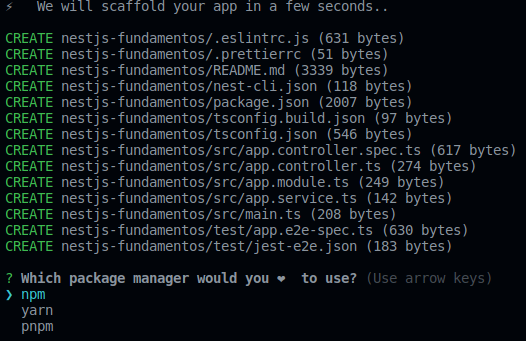 ⚡  We will scaffold your app in a few seconds..
CREATE nestjs-fundamentos/.eslintrc.js (631 bytes)
CREATE nestjs-fundamentos/.prettierrc (51 bytes)
CREATE nestjs-fundamentos/README.md (3339 bytes)
CREATE nestjs-fundamentos/nest-cli.json (118 bytes)
CREATE nestjs-fundamentos/package.json (2007 bytes)
CREATE nestjs-fundamentos/tsconfig.build.json (97 bytes)
CREATE nestjs-fundamentos/tsconfig.json (546 bytes)
CREATE nestjs-fundamentos/src/app.controller.spec.ts (617 bytes)
CREATE nestjs-fundamentos/src/app.controller.ts (274 bytes)
CREATE nestjs-fundamentos/src/app.module.ts (249 bytes)
CREATE nestjs-fundamentos/src/app.service.ts (142 bytes)
CREATE nestjs-fundamentos/src/main.ts (208 bytes)
CREATE nestjs-fundamentos/test/app.e2e-spec.ts (630 bytes)
CREATE nestjs-fundamentos/test/jest-e2e.json (183 bytes)
? Which package manager would you ❤ to use? (Use arrow keys)
❯ npm
yarn
pnpm